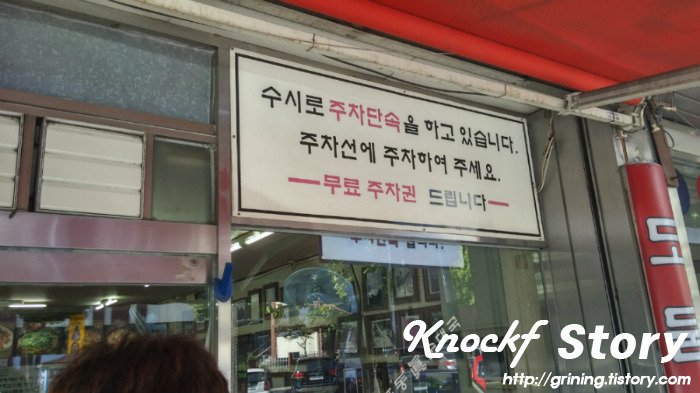 수시로 주차단속을 하고 있습니다.
주차선에 주차하여 주세요.
무료 주차권 드립니다
Knockf Story
http://grining.tistory.com